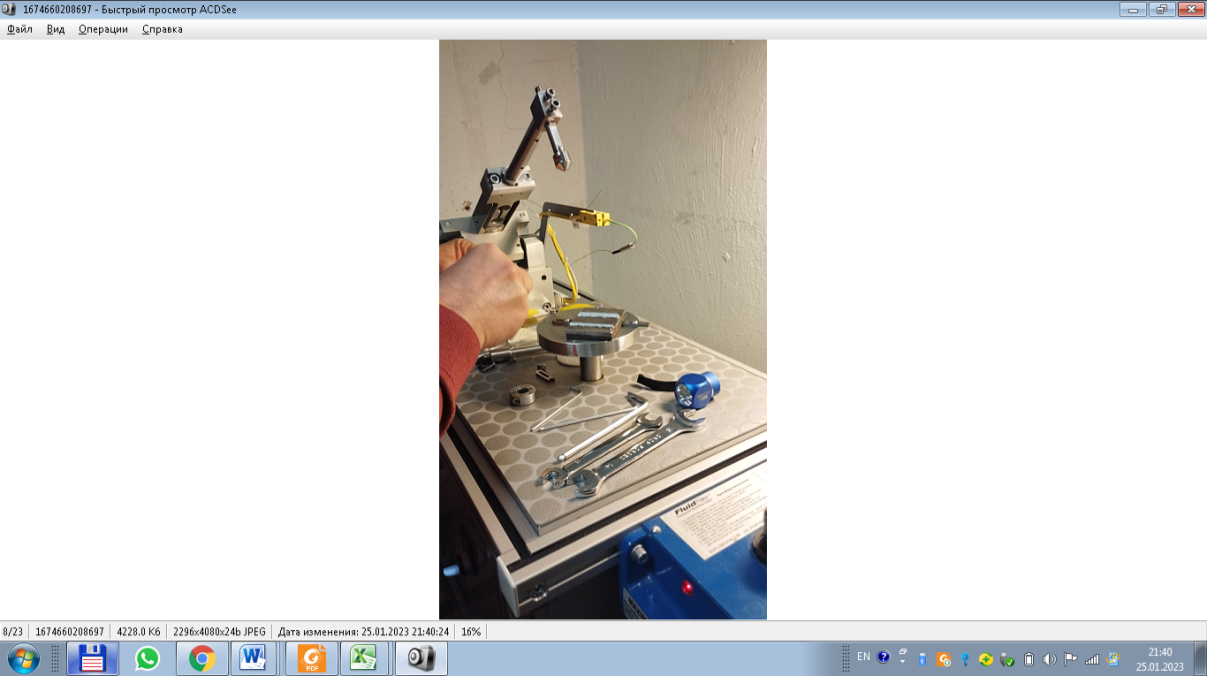 1674660208697 - Быстрый просмотр ACDSee
Файл Вид Операции Справка
Fluid
8/23 1674660208697 4228.0 Кб 2296x4080x24b JPEG Дата изменения: 25.01.2023 21:40:24 16%
EN
21:40
25.01.2023